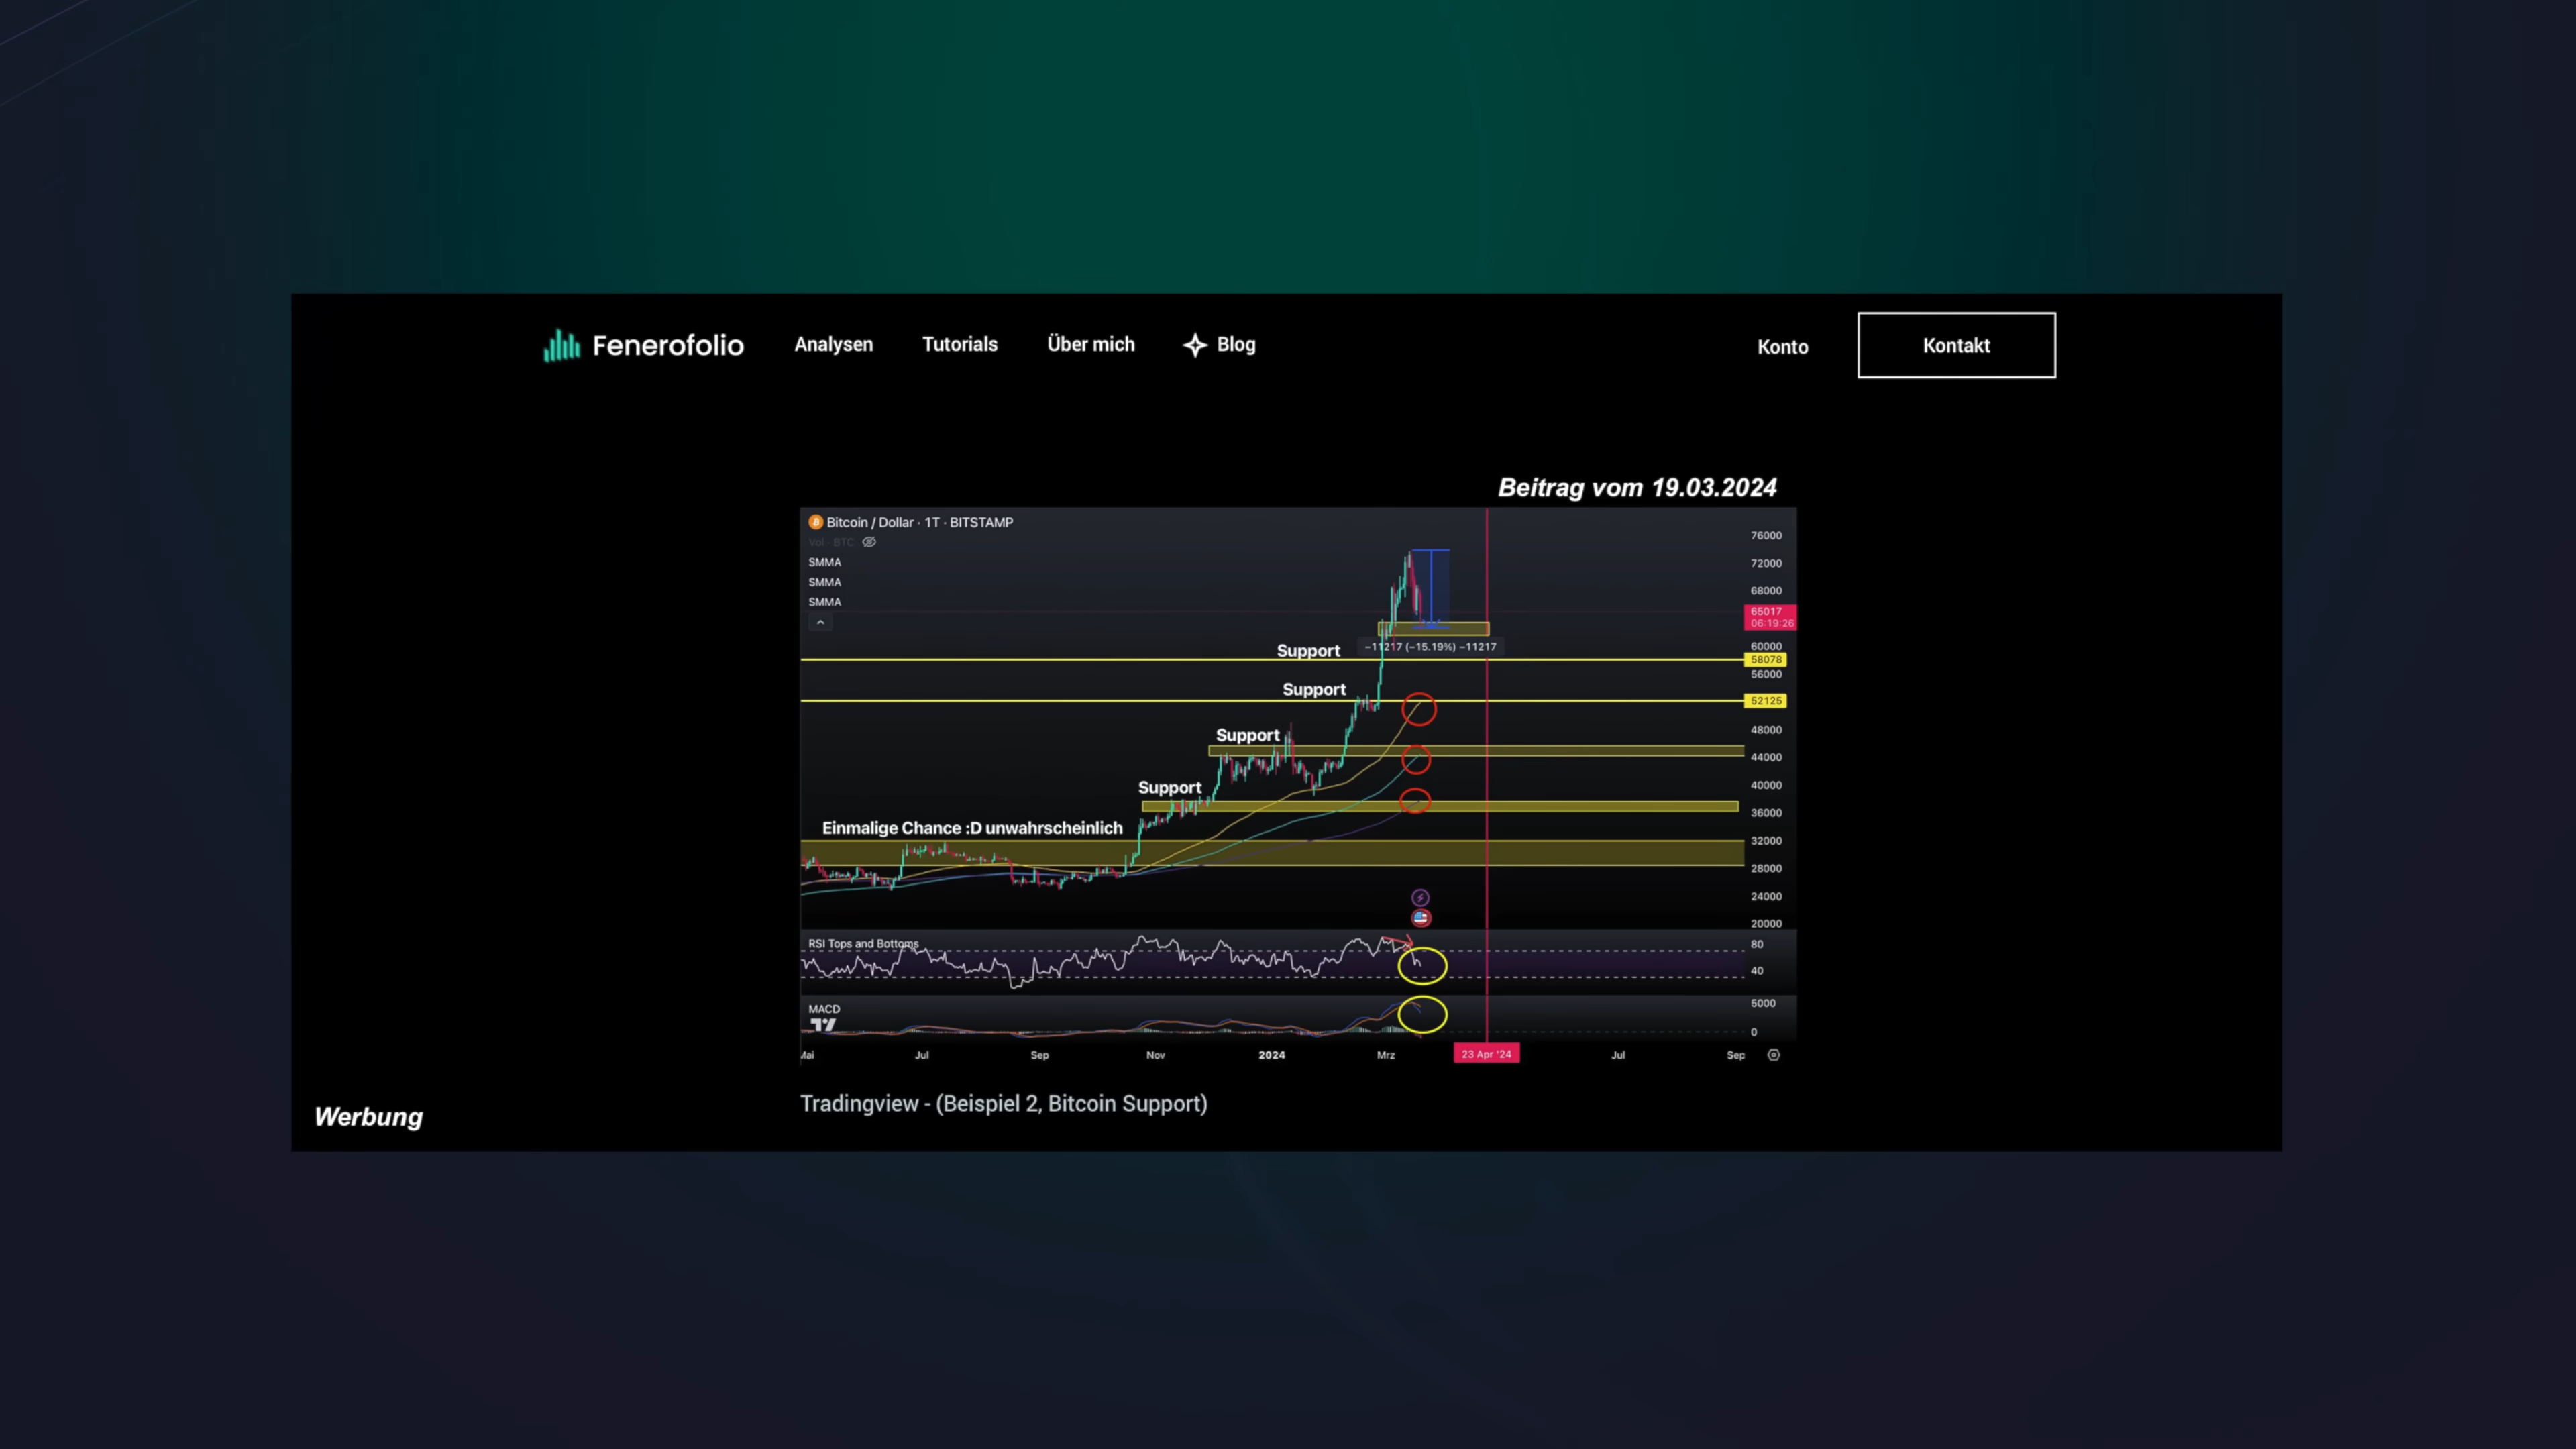 Fenerofolio
Analysen
Tutorials
Über mich
Blog
Konto
Kontakt
Beitrag vom 19.03.2024
Bitcoin / Dollar · 1T · BITSTAMP
Vol · BTC
SMMA
SMMA
SMMA
76000
72000
68000
65017
06:19:26
60000
58078
56000
52125
48000
44000
40000
36000
32000
28000
24000
20000
Support
−11217 (−15.19%) −11217
Support
Support
Support
Einmalige Chance :D unwahrscheinlich
RSI Tops and Bottoms
80
40
MACD
5000
0
Mai
Jul
Sep
Nov
2024
Mrz
23 Apr '24
Jul
Sep
Tradingview - (Beispiel 2, Bitcoin Support)
Werbung